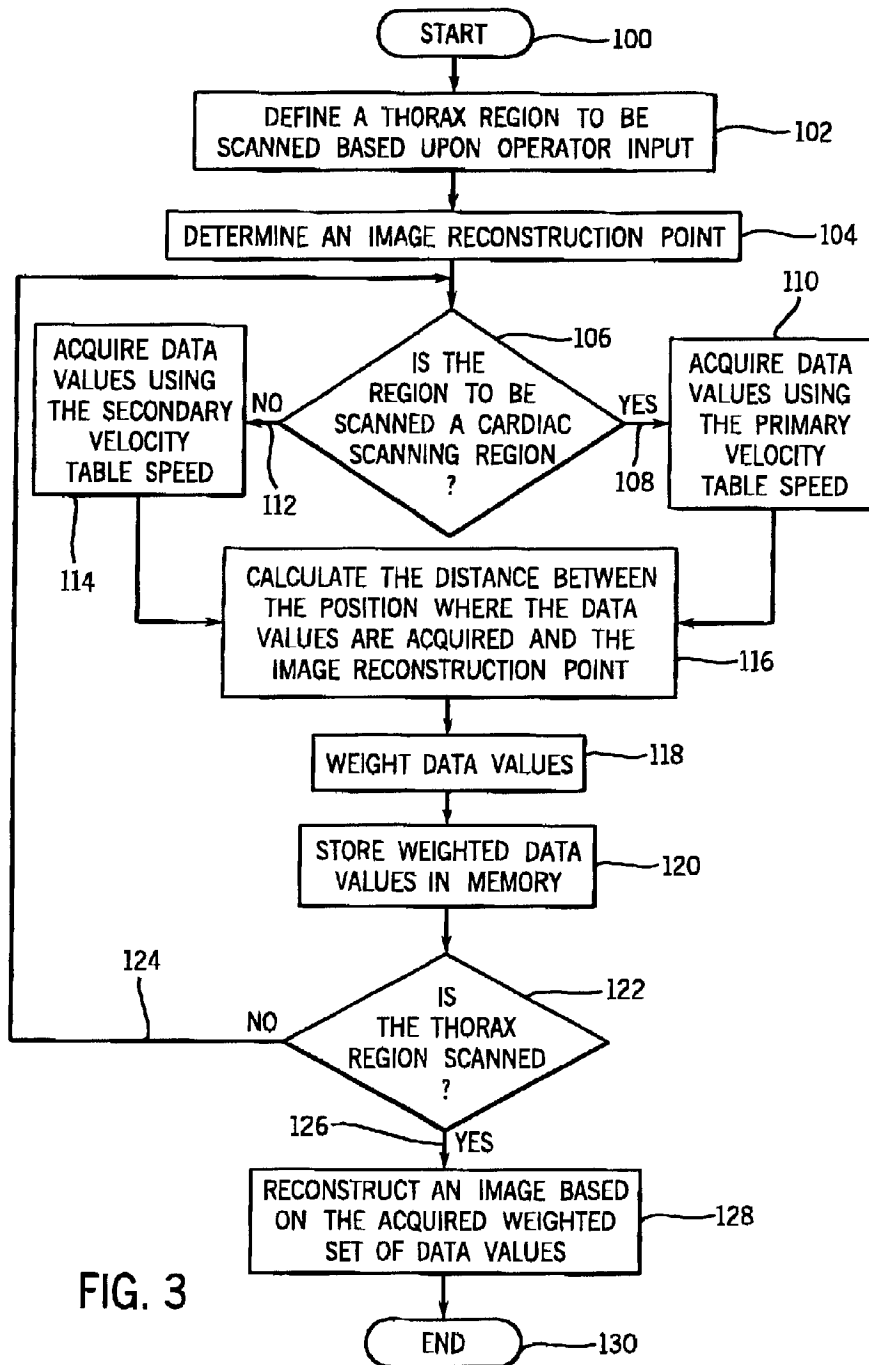 START
100
DEFINE A THORAX REGION TO BE
SCANNED BASED UPON OPERATOR INPUT
102
DETERMINE AN IMAGE RECONSTRUCTION POINT
104
106
IS THE
REGION TO BE
SCANNED A CARDIAC
SCANNING REGION
?
NO
112
YES
108
110
ACQUIRE DATA
VALUES USING
THE SECONDARY
VELOCITY
TABLE SPEED
114
ACQUIRE DATA
VALUES USING
THE PRIMARY
VELOCITY
TABLE SPEED
CALCULATE THE DISTANCE BETWEEN
THE POSITION WHERE THE DATA
VALUES ARE ACQUIRED AND THE
IMAGE RECONSTRUCTION POINT
116
WEIGHT DATA VALUES
118
STORE WEIGHTED DATA
VALUES IN MEMORY
120
124
NO
IS
THE THORAX
REGION SCANNED
?
122
126
YES
RECONSTRUCT AN IMAGE BASED
ON THE ACQUIRED WEIGHTED
SET OF DATA VALUES
128
FIG. 3
END
130